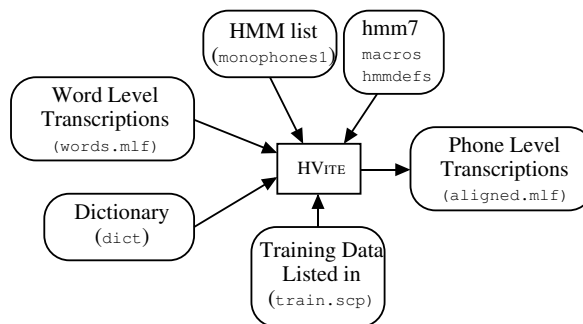 HMM list
(monophones1)
hmm7
macros
hmmdefs
Word Level
Transcriptions
(words.mlf)
HVITE
Phone Level
Transcriptions
(aligned.mlf)
Dictionary
(dict)
Training Data
Listed in
(train.scp)